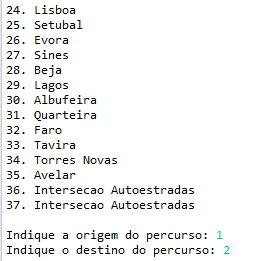 24. Lisboa
25. Setubal
26. Evora
27. Sines
28. Beja
29. Lagos
30. Albufeira
31. Quarteira
32. Faro
33. Tavira
34. Torres Novas
35. Avelar
36. Intersecao Autoestradas
37. Intersecao Autoestradas
Indique a origem do percurso: 1
Indique o destino do percurso: 2